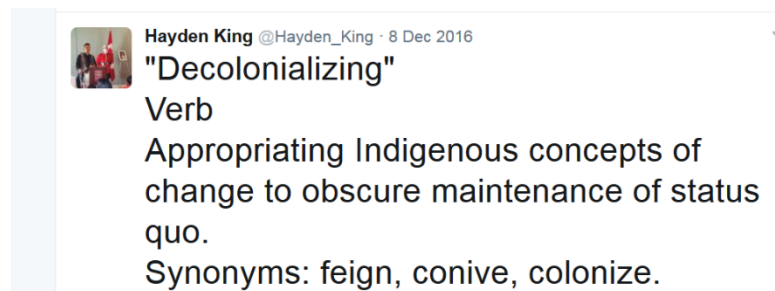 Hayden King @Hayden_King · 8 Dec 2016
"Decolonializing"
Verb
Appropriating Indigenous concepts of
change to obscure maintenance of status
quo.
Synonyms: feign, conive, colonize.